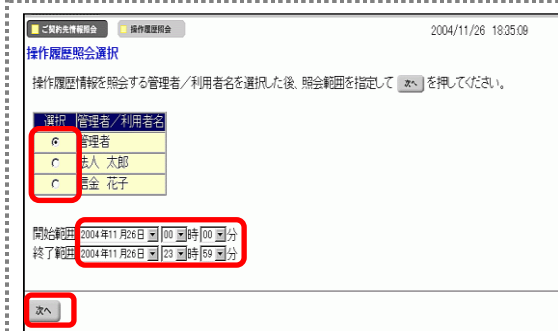 ご契約先情報照会 操作履歴照会 2004/11/26 18:35:09
操作履歴照会選択
操作履歴情報を照会する管理者／利用者名を選択した後、照会範囲を指定して 次へ を押してください。
選択 管理者／利用者名
管理者
法人 太郎
信金 花子
開始範囲 2004年11月26日 00 時 00 分
終了範囲 2004年11月26日 23 時 59 分
次へ